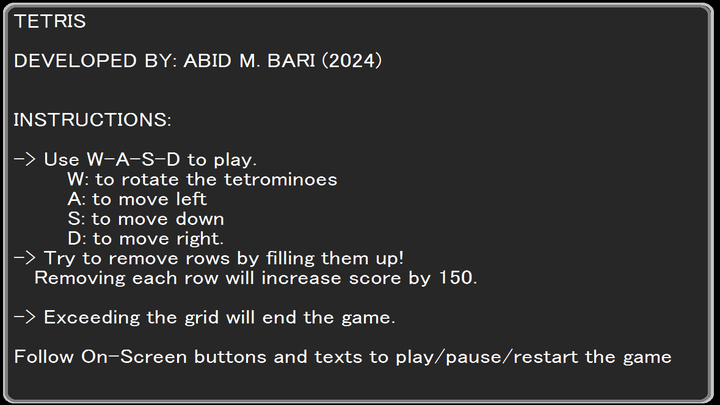 TETRIS
DEVELOPED BY: ABID M. BARI (2024)
INSTRUCTIONS:
-> Use W-A-S-D to play.
W: to rotate the tetrominoes
A: to move left
S: to move down
D: to move right.
-> Try to remove rows by filling them up!
Removing each row will increase score by 150.
-> Exceeding the grid will end the game.
Follow On-Screen buttons and texts to play/pause/restart the game